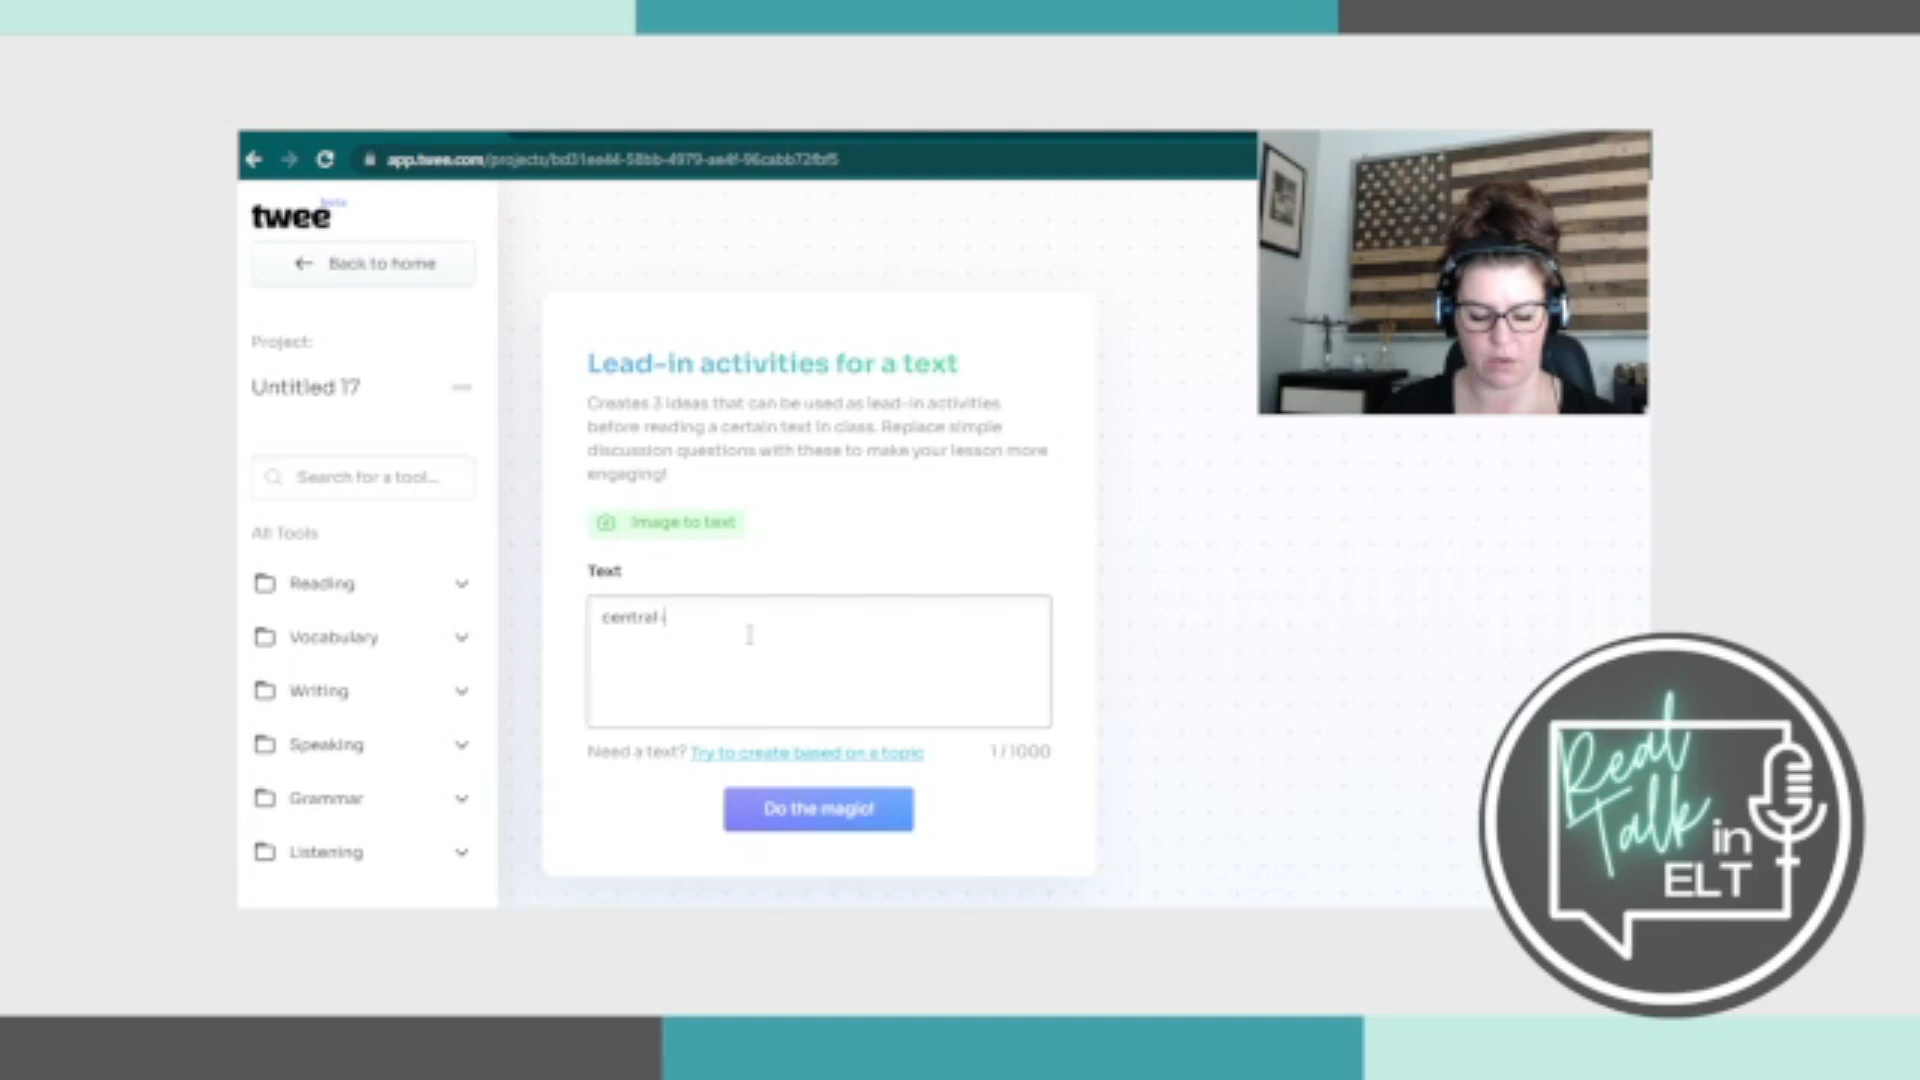 app.twee.com/projects/bd31ee44-58bb-4979-ae4f-96cabb72fbf5
twee beta
Back to home
Project:
Untitled 17
Search for a tool...
All Tools
Reading
Vocabulary
Writing
Speaking
Grammar
Listening
Lead-in activities for a text
Creates 3 ideas that can be used as lead-in activities
before reading a certain text in class. Replace simple
discussion questions with these to make your lesson more
engaging!
Image to text
Text
central-
Need a text? Try to create based on a topic
1/1000
Do the magic!
Real
Talk
in
ELT